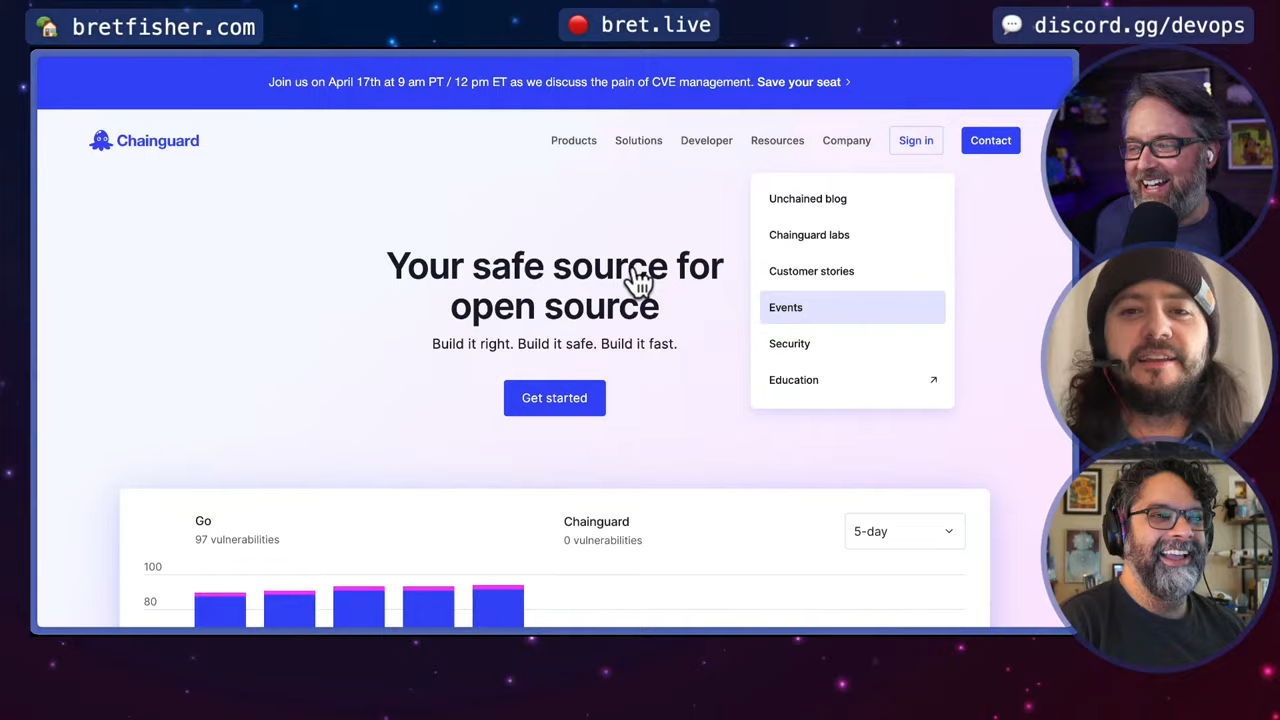 bretfisher.com
bret.live
discord.gg/devops
Join us on April 17th at 9 am PT / 12 pm ET as we discuss the pain of CVE management. Save your seat
Chainguard
Products
Solutions
Developer
Resources
Company
Sign in
Contact
Unchained blog
Chainguard labs
Customer stories
Events
Security
Education
Your safe source for
open source
Build it right. Build it safe. Build it fast.
Get started
Go
97 vulnerabilities
Chainguard
0 vulnerabilities
5-day
100
80